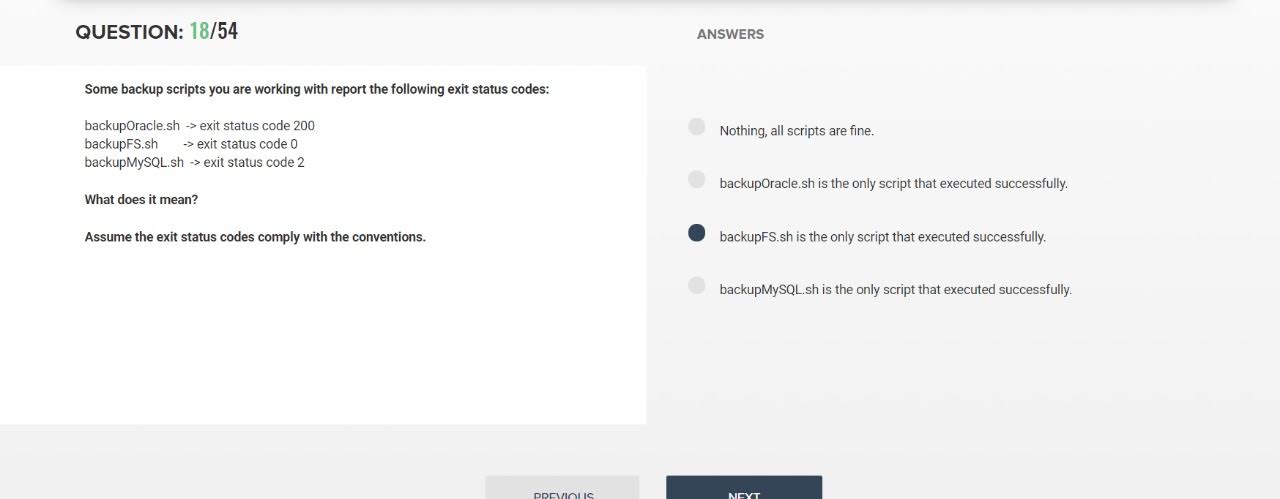 QUESTION: 18/54
ANSWERS
Some backup scripts you are working with report the following exit status codes:
backupOracle.sh -> exit status code 200
backupFS.sh -> exit status code 0
backupMySQL.sh -> exit status code 2
What does it mean?
Assume the exit status codes comply with the conventions.
Nothing, all scripts are fine.
backupOracle.sh is the only script that executed successfully.
backupFS.sh is the only script that executed successfully.
backupMySQL.sh is the only script that executed successfully.
PREVIOUS
NEXT